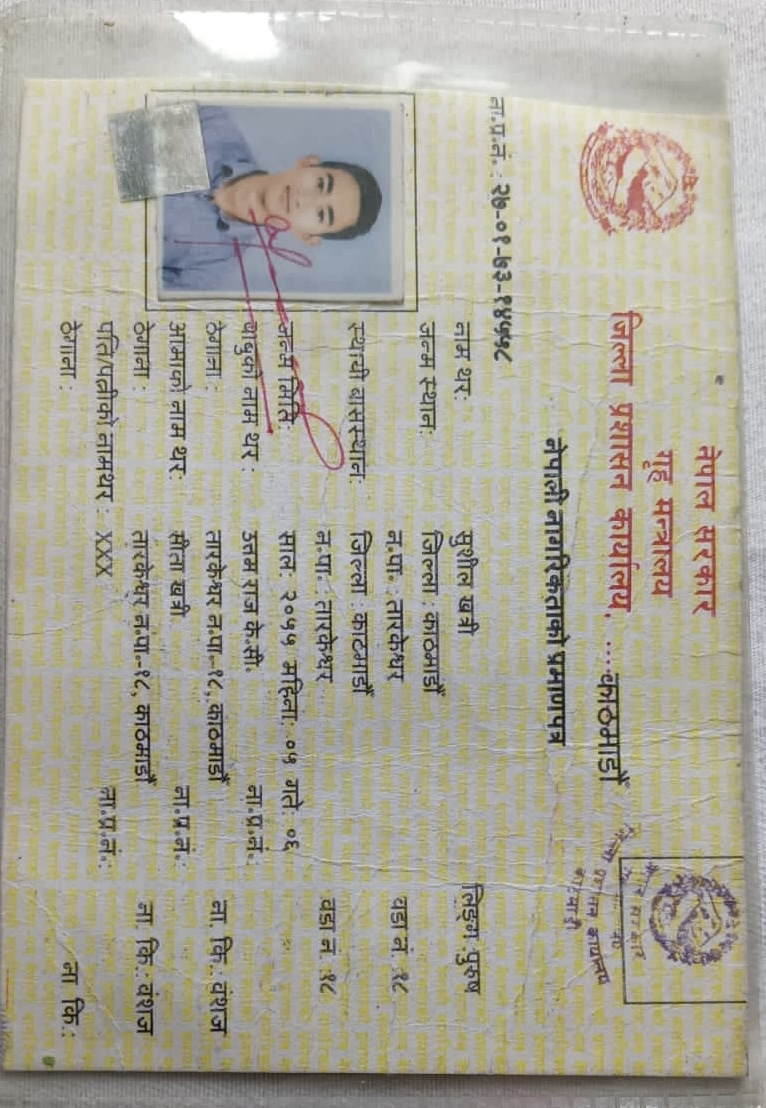 नेपाल सरकार
गृह मन्त्रालय
जिल्ला प्रशासन कार्यालय, ....काठमाडौं
नेपाली नागरिकताको प्रमाणपत्र
ना.प्र.नं. : २७-०१-७३-१४५५८
नाम थर: सुशील खत्री लिङ्ग :पुरुष
जन्म स्थान: जिल्ला : काठमाडौं
न.पा.: तारकेश्वर वडा नं. :१८
स्थायी बासस्थान: जिल्ला : काठमाडौं
न.पा. : तारकेश्वर वडा नं. :१८
जन्म मिति: साल: २०५५ महिना: ०५ गते: ०६
बाबुको नाम थर : उत्तम राज के.सी. ना.प्र.नं.:
ठेगाना : तारकेश्वर न.पा.-१८, काठमाडौं ना. कि.: वंशज
आमाको नाम थर: सीता खत्री ना.प्र.नं.:
ठेगाना : तारकेश्वर न.पा-१८, काठमाडौं ना. कि.: वंशज
पति/पत्नीको नामथर : XXX ना.प्र.नं.:
ठेगाना : ना कि.:
जिल्ला प्रशासन कार्यालय
काठमाडौं